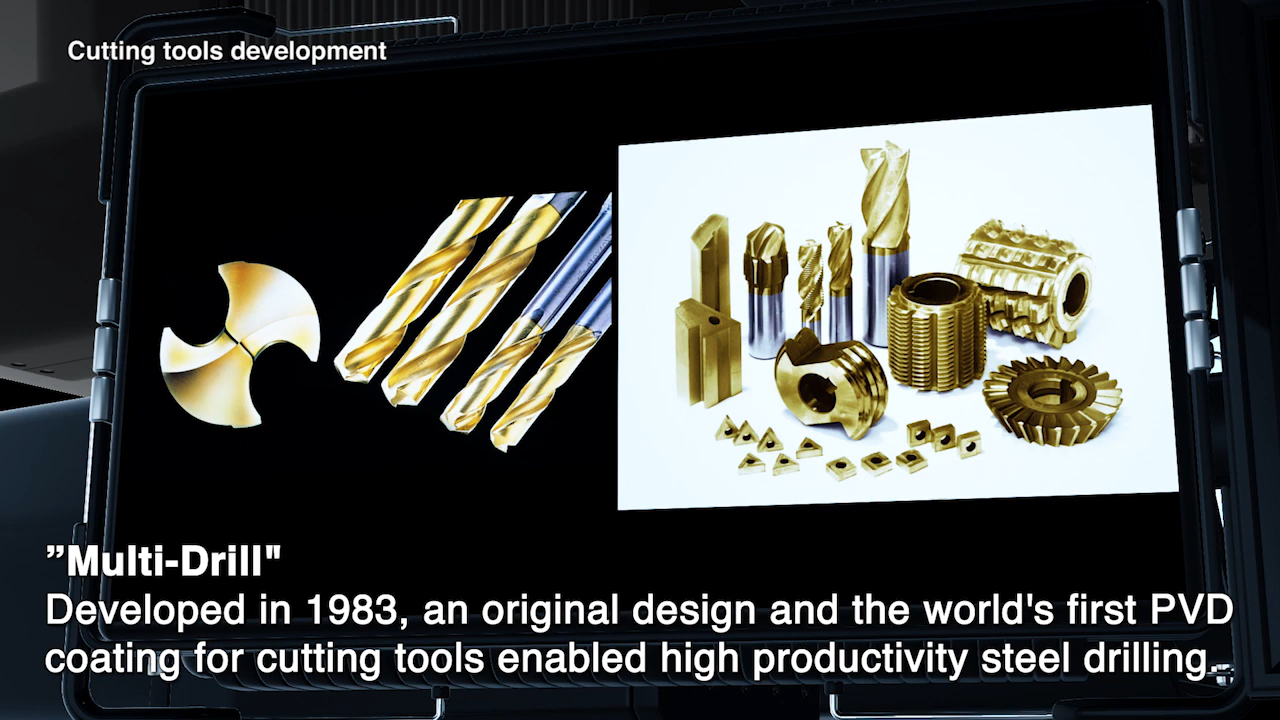 Cutting tools development
”Multi-Drill"
Developed in 1983, an original design and the world's first PVD
coating for cutting tools enabled high productivity steel drilling.